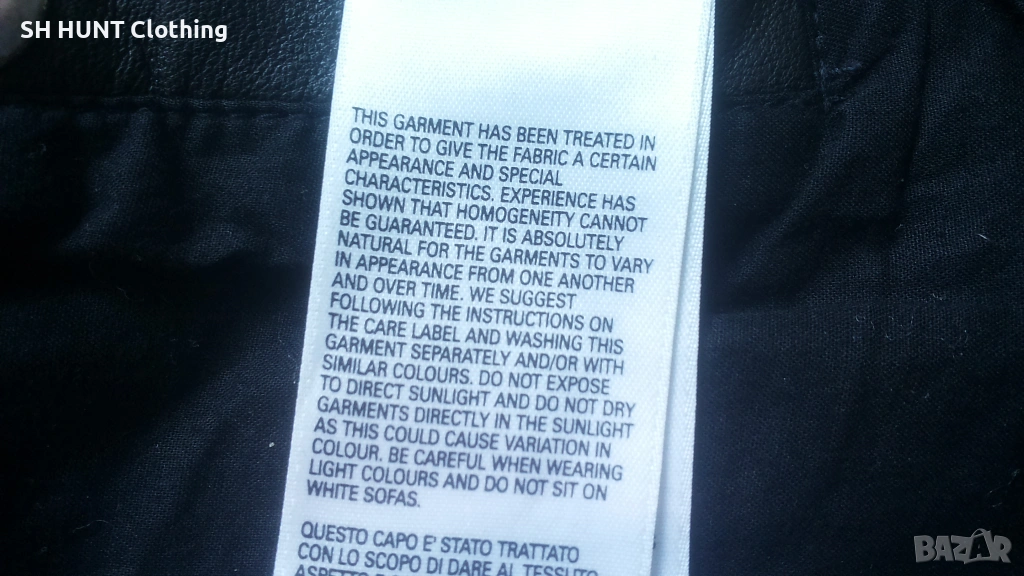 SH HUNT Clothing
THIS GARMENT HAS BEEN TREATED IN
ORDER TO GIVE THE FABRIC A CERTAIN
APPEARANCE AND SPECIAL
CHARACTERISTICS. EXPERIENCE HAS
SHOWN THAT HOMOGENEITY CANNOT
BE GUARANTEED. IT IS ABSOLUTELY
NATURAL FOR THE GARMENTS TO VARY
IN APPEARANCE FROM ONE ANOTHER
AND OVER TIME. WE SUGGEST
FOLLOWING THE INSTRUCTIONS ON
THE CARE LABEL AND WASHING THIS
GARMENT SEPARATELY AND/OR WITH
SIMILAR COLOURS. DO NOT EXPOSE
TO DIRECT SUNLIGHT AND DO NOT DRY
GARMENTS DIRECTLY IN THE SUNLIGHT
AS THIS COULD CAUSE VARIATION IN
COLOUR. BE CAREFUL WHEN WEARING
LIGHT COLOURS AND DO NOT SIT ON
WHITE SOFAS.
QUESTO CAPO E' STATO TRATTATO
CON LO SCOPO DI DARE AL TESSUTO
ASPETTO
BAZAR